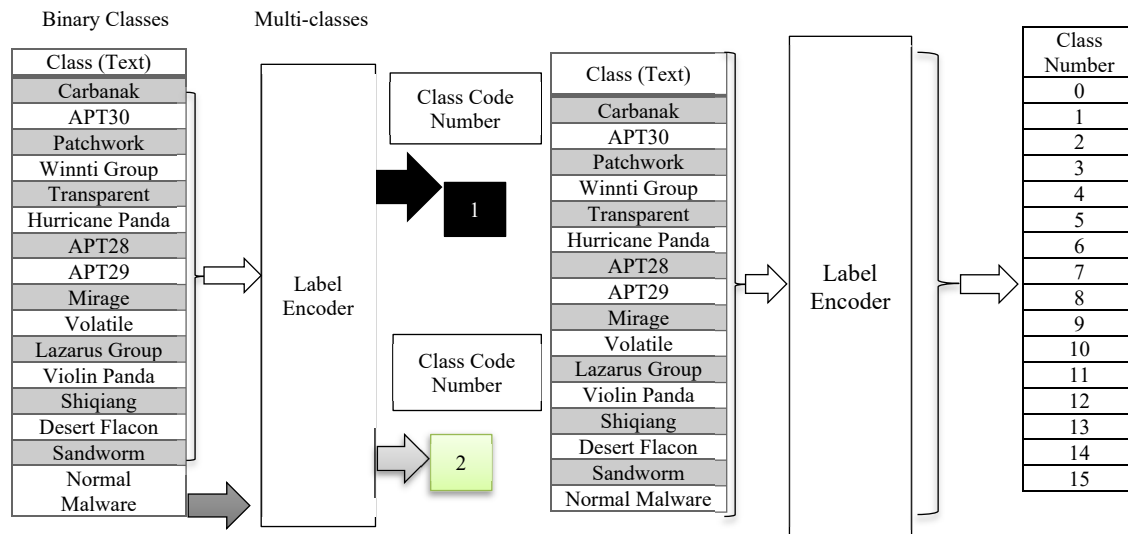 Binary Classes
Multi-classes
Class (Text)
Carbanak
APT30
Patchwork
Winnti Group
Transparent
Hurricane Panda
APT28
APT29
Mirage
Volatile
Lazarus Group
Violin Panda
Shiqiang
Desert Flacon
Sandworm
Normal
Malware
Label
Encoder
Class Code
Number
1
Class Code
Number
2
Class (Text)
Carbanak
APT30
Patchwork
Winnti Group
Transparent
Hurricane Panda
APT28
APT29
Mirage
Volatile
Lazarus Group
Violin Panda
Shiqiang
Desert Flacon
Sandworm
Normal Malware
Label
Encoder
Class
Number
0
1
2
3
4
5
6
7
8
9
10
11
12
13
14
15